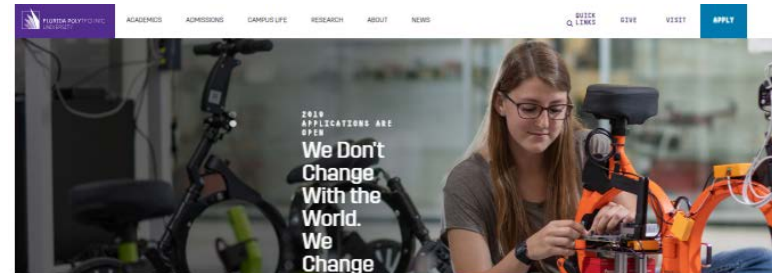 FLORIDA POLYTECHNIC
UNIVERSITY
ACADEMICS
ADMISSIONS
CAMPUS LIFE
RESEARCH
ABOUT
NEWS
QUICK
LINKS
GIVE
VISIT
APPLY
2019
APPLICATIONS ARE
OPEN
We Don't
Change
With the
World.
We
Change